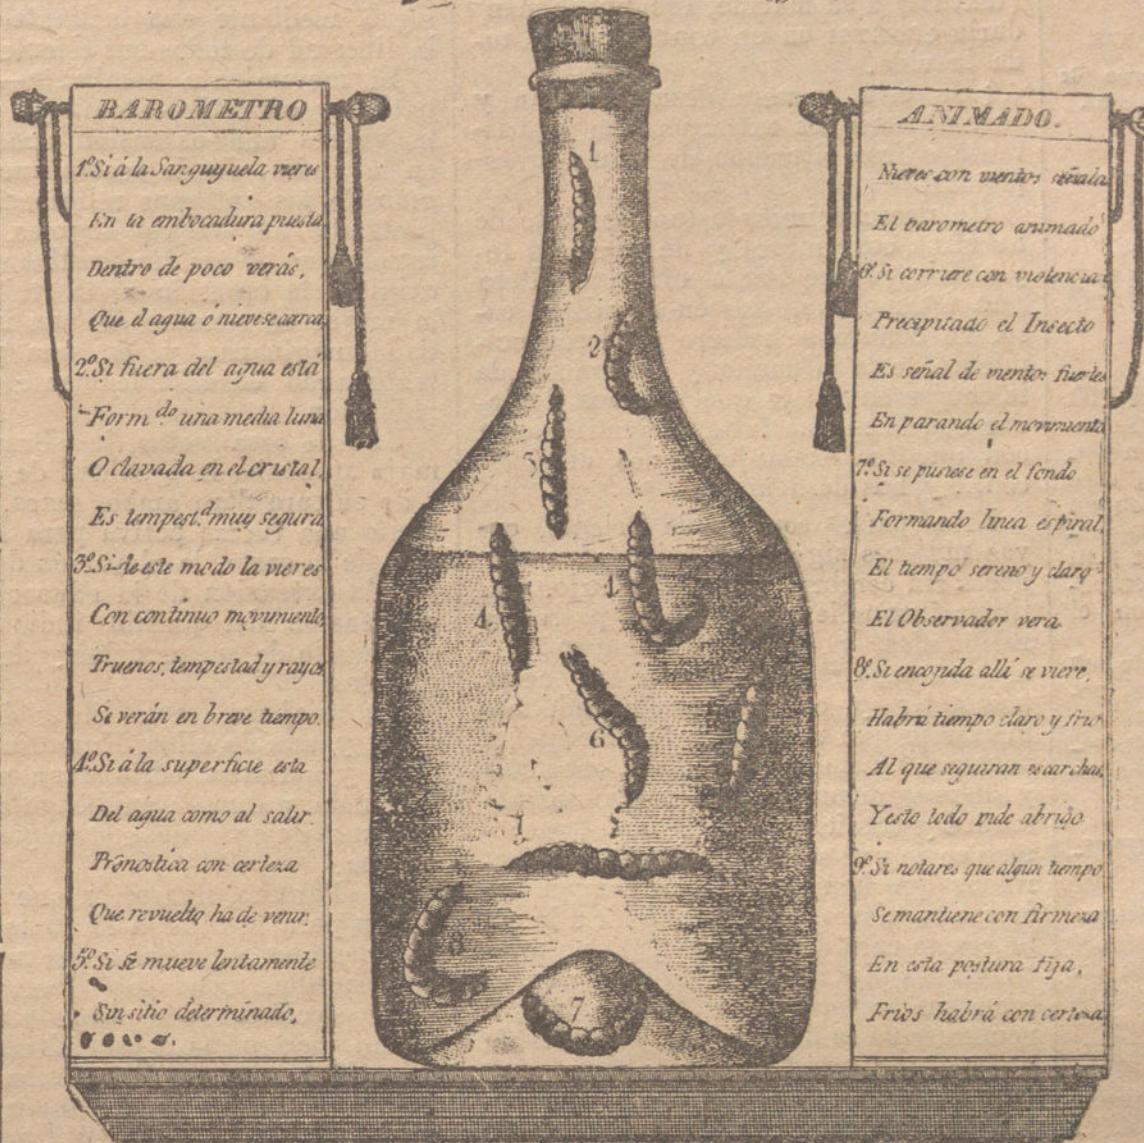 BAROMETRO
1º Si á la Sanguijuela vieres
En la embocadura puesta
Dentro de poco verás,
Que el agua ó nieve se acerca
2º Si fuera del agua está
Form.do una media luna
O clavada en el cristal,
Es tempest.d muy segura
3º Si de este modo la vieres
Con continuo movimiento
Truenos, tempestad y rayos
Se verán en breve tiempo.
4º Si á la superficie esta
Del agua como al salir.
Pronostica con certeza
Que revuelto ha de venir.
5º Si se mueve lentamente
Sin sitio determinado,
ANIMADO.
Nieves con vientos señala
El barometro animado
6º Si corriere con violencia
Precipitado el Insecto
Es señal de vientos fuertes
En parando el movimiento
7º Si se pusiese en el fondo
Formando linea espiral,
El tiempo sereno y claro
El Observador vera
8º Si encojida allí se viere,
Habrá tiempo claro y frio
Al que seguiran escarchas,
Y esto todo pide abrigo
9º Si notares que algun tiempo
Se mantiene con firmeza
En esta postura fija,
Frios habrá con certeza
1
2
3
4
4
6
8
7